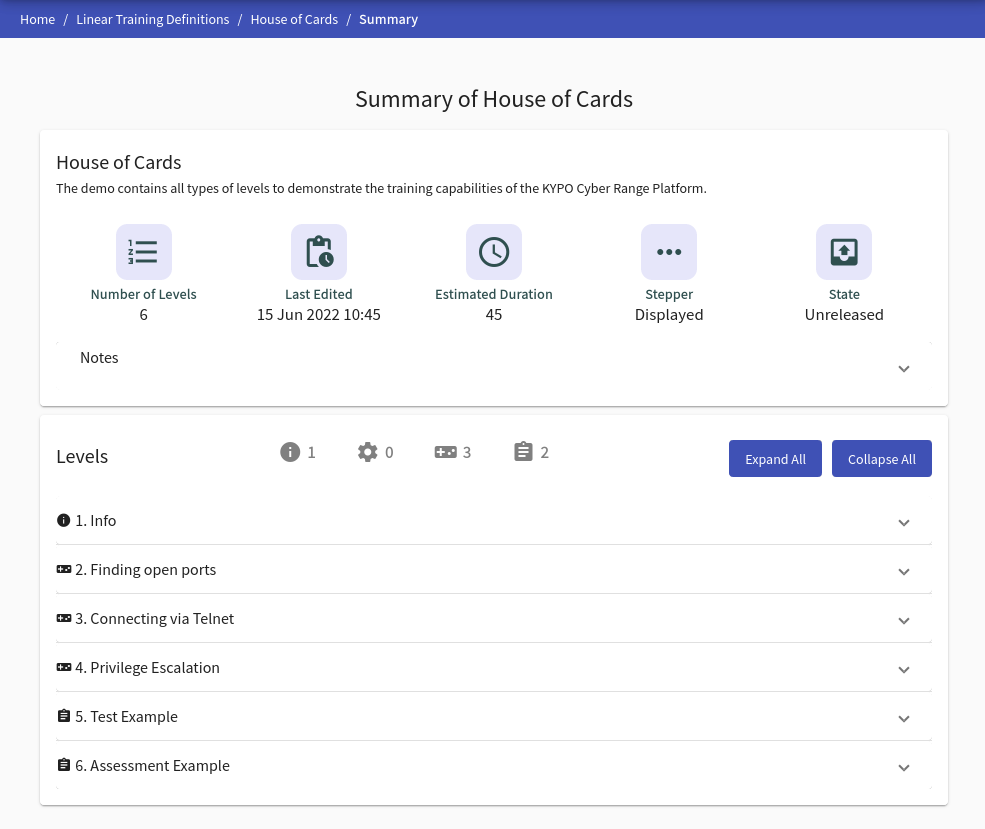 Home / Linear Training Definitions / House of Cards / Summary
Summary of House of Cards
House of Cards
The demo contains all types of levels to demonstrate the training capabilities of the KYPO Cyber Range Platform.
1 2 3
Number of Levels
6
Last Edited
15 Jun 2022 10:45
Estimated Duration
45
Stepper
Displayed
State
Unreleased
Notes
Levels 1 0 3 2 Expand All Collapse All
1. Info
2. Finding open ports
3. Connecting via Telnet
4. Privilege Escalation
5. Test Example
6. Assessment Example